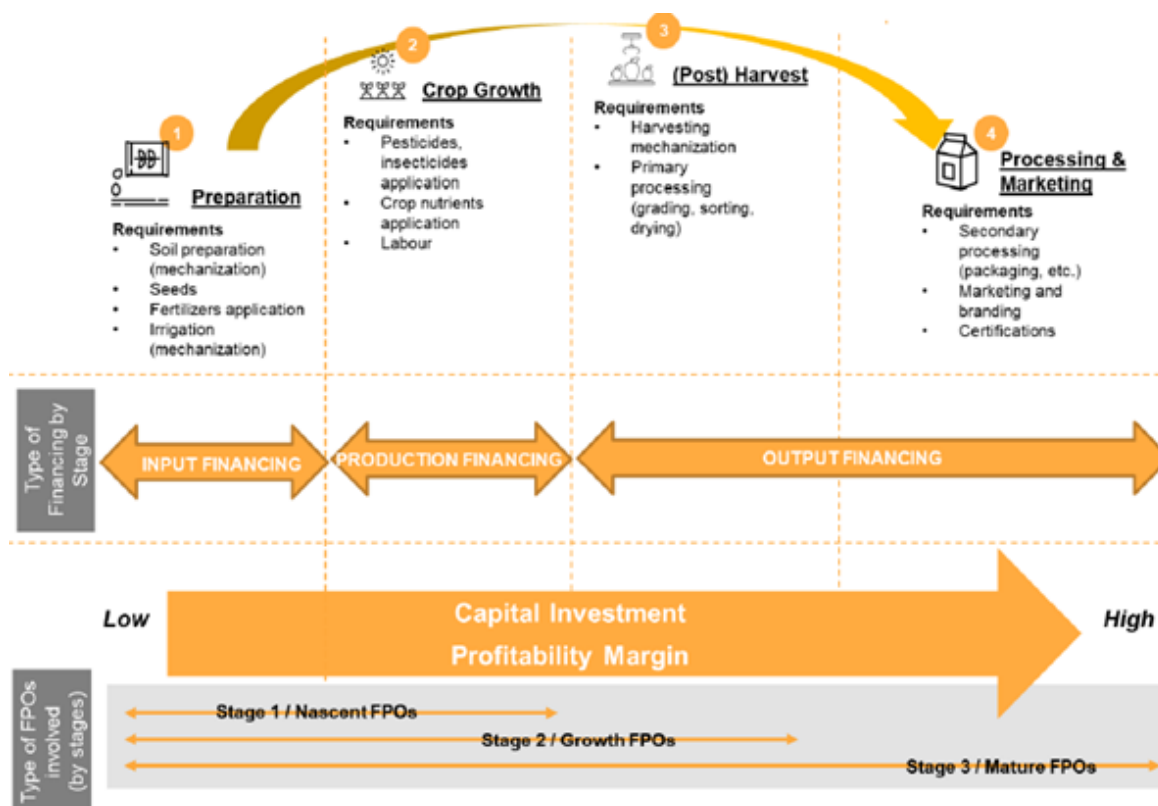 1
Preparation
Requirements
• Soil preparation
(mechanization)
• Seeds
• Fertilizers application
• Irrigation
(mechanization)
2
Crop Growth
Requirements
• Pesticides,
insecticides
application
• Crop nutrients
application
• Labour
3
(Post) Harvest
Requirements
• Harvesting
mechanization
• Primary
processing
(grading, sorting,
drying)
4
Processing &
Marketing
Requirements
• Secondary
processing
(packaging, etc.)
• Marketing and
branding
• Certifications
Type of
Financing by
Stage
INPUT FINANCING
PRODUCTION FINANCING
OUTPUT FINANCING
Low
Capital Investment
Profitability Margin
High
Type of FPOs
involved
(by stages)
Stage 1 / Nascent FPOs
Stage 2 / Growth FPOs
Stage 3 / Mature FPOs